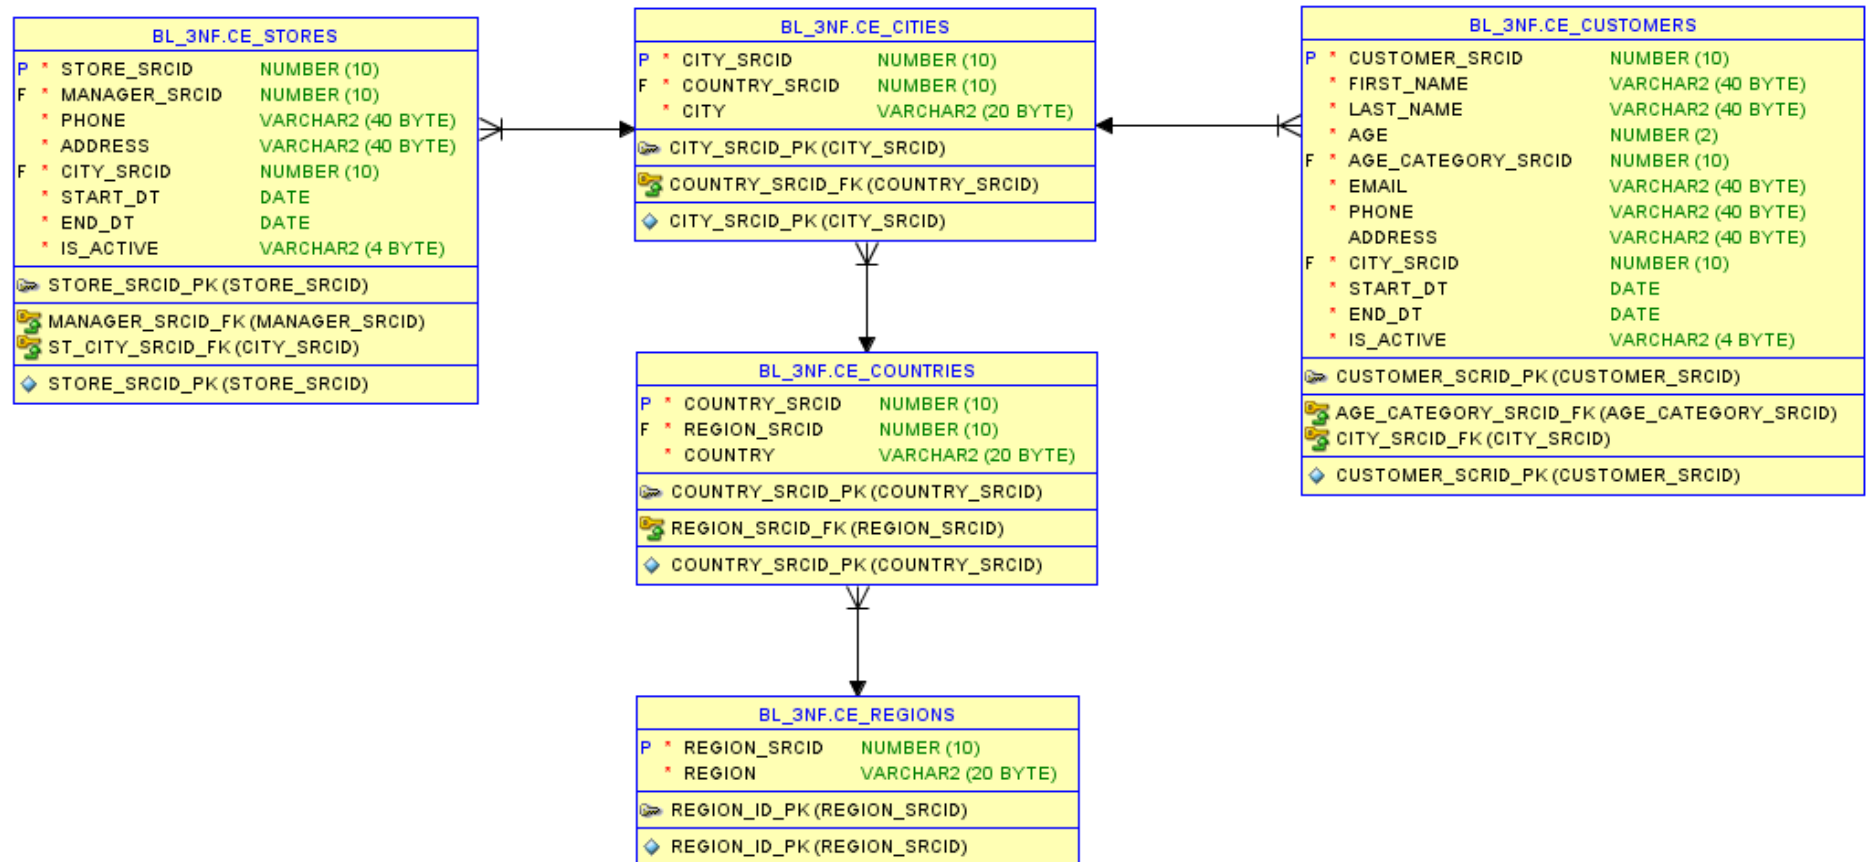 BL_3NF.CE_STORES
P * STORE_SRCID NUMBER (10)
F * MANAGER_SRCID NUMBER (10)
* PHONE VARCHAR2 (40 BYTE)
* ADDRESS VARCHAR2 (40 BYTE)
F * CITY_SRCID NUMBER (10)
* START_DT DATE
* END_DT DATE
* IS_ACTIVE VARCHAR2 (4 BYTE)
STORE_SRCID_PK (STORE_SRCID)
MANAGER_SRCID_FK (MANAGER_SRCID)
ST_CITY_SRCID_FK (CITY_SRCID)
STORE_SRCID_PK (STORE_SRCID)
BL_3NF.CE_CITIES
P * CITY_SRCID NUMBER (10)
F * COUNTRY_SRCID NUMBER (10)
* CITY VARCHAR2 (20 BYTE)
CITY_SRCID_PK (CITY_SRCID)
COUNTRY_SRCID_FK (COUNTRY_SRCID)
CITY_SRCID_PK (CITY_SRCID)
BL_3NF.CE_CUSTOMERS
P * CUSTOMER_SRCID NUMBER (10)
* FIRST_NAME VARCHAR2 (40 BYTE)
* LAST_NAME VARCHAR2 (40 BYTE)
* AGE NUMBER (2)
F * AGE_CATEGORY_SRCID NUMBER (10)
* EMAIL VARCHAR2 (40 BYTE)
* PHONE VARCHAR2 (40 BYTE)
ADDRESS VARCHAR2 (40 BYTE)
F * CITY_SRCID NUMBER (10)
* START_DT DATE
* END_DT DATE
* IS_ACTIVE VARCHAR2 (4 BYTE)
CUSTOMER_SCRID_PK (CUSTOMER_SRCID)
AGE_CATEGORY_SRCID_FK (AGE_CATEGORY_SRCID)
CITY_SRCID_FK (CITY_SRCID)
CUSTOMER_SCRID_PK (CUSTOMER_SRCID)
BL_3NF.CE_COUNTRIES
P * COUNTRY_SRCID NUMBER (10)
F * REGION_SRCID NUMBER (10)
* COUNTRY VARCHAR2 (20 BYTE)
COUNTRY_SRCID_PK (COUNTRY_SRCID)
REGION_SRCID_FK (REGION_SRCID)
COUNTRY_SRCID_PK (COUNTRY_SRCID)
BL_3NF.CE_REGIONS
P * REGION_SRCID NUMBER (10)
* REGION VARCHAR2 (20 BYTE)
REGION_ID_PK (REGION_SRCID)
REGION_ID_PK (REGION_SRCID)